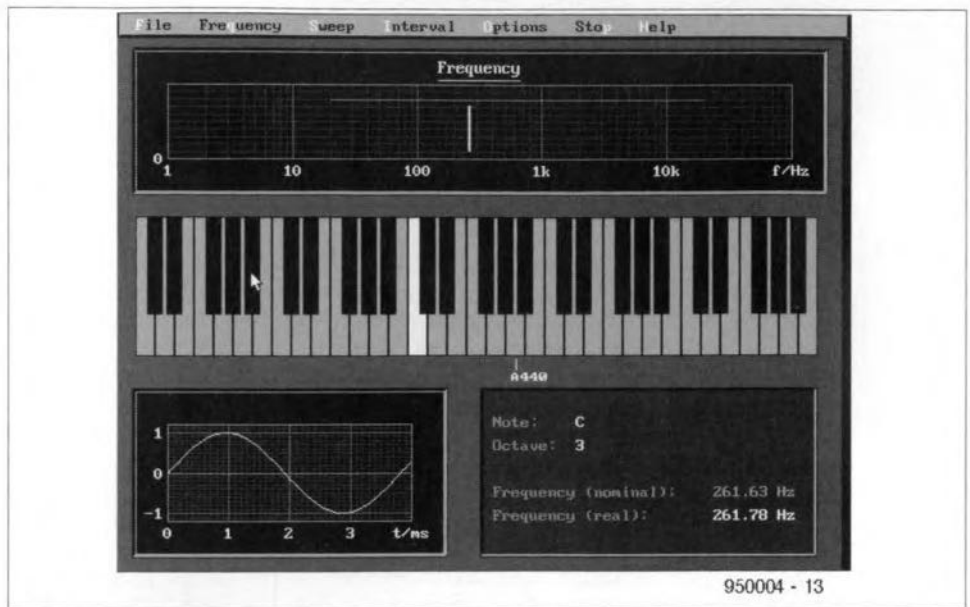 File Frequency Sweep Interval Options Stop Help
Frequency
0
1 10 100 1k 10k f/Hz
A440
1
0
-1
0 1 2 3 t/ms
Note: C
Octave: 3
Frequency (nominal): 261.63 Hz
Frequency (real): 261.78 Hz
950004 - 13